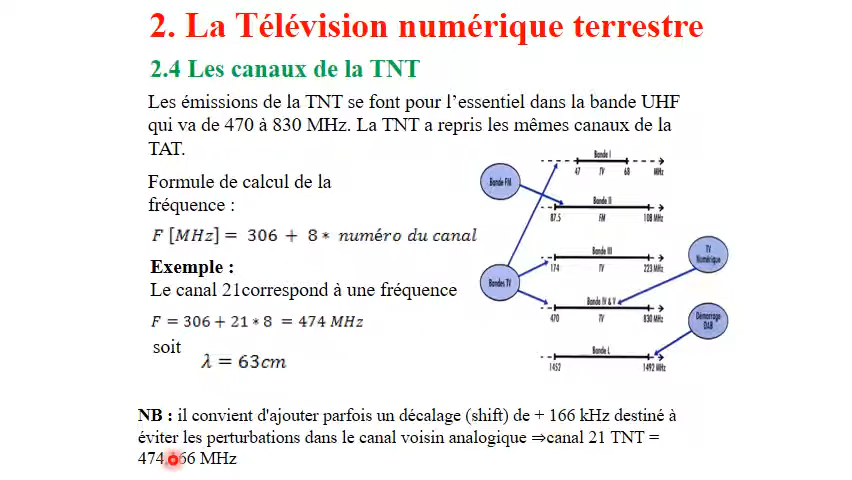 2. La Télévision numérique terrestre
2.4 Les canaux de la TNT
Les émissions de la TNT se font pour l'essentiel dans la bande UHF
qui va de 470 à 830 MHz. La TNT a repris les mêmes canaux de la
TAT.
Formule de calcul de la
fréquence :
F [MHz] = 306 + 8 * numéro du canal
Exemple :
Le canal 21correspond à une fréquence
F = 306 + 21 * 8 = 474 MHz
soit
λ = 63cm
Bande FM
Bandes TV
Bande I
47 TV 68 MHz
Bande II
87.5 FM 108 MHz
Bande III
174 TV 223 MHz
Bande IV & V
470 TV 830 MHz
Bande L
1452 1492 MHz
TV
Numérique
Démarrage
DAB
NB : il convient d'ajouter parfois un décalage (shift) de + 166 kHz destiné à
éviter les perturbations dans le canal voisin analogique ⇒canal 21 TNT =
MHz